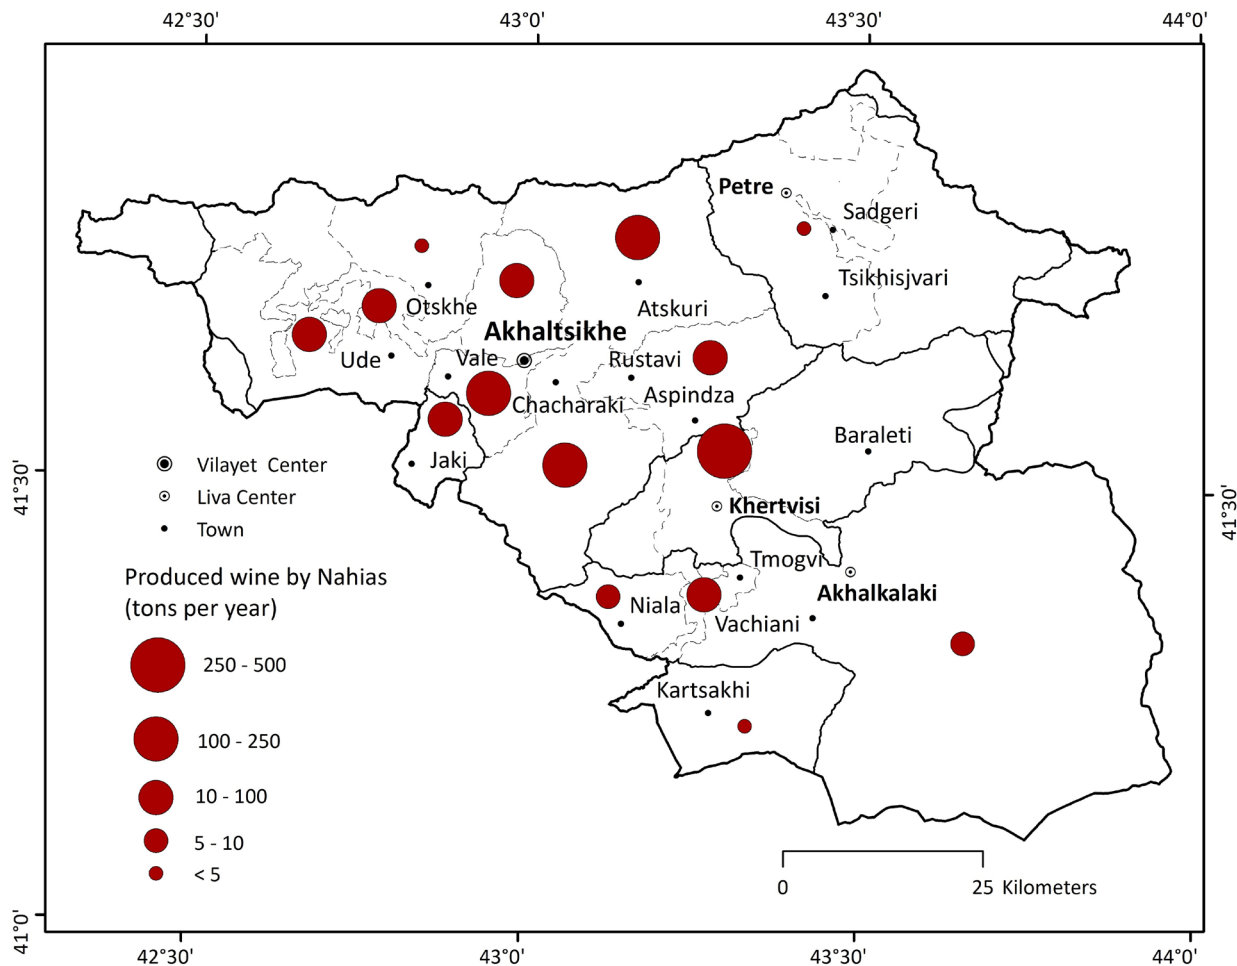 42°30'
43°0'
43°30'
44°0'
Petre
Sadgeri
Tsikhisjvari
Otskhe
Atskuri
Akhaltsikhe
Ude
Vale
Rustavi
Aspindza
Chacharaki
Baraleti
Jaki
41°30'
41°30'
Vilayet Center
Liva Center
Town
Khertvisi
Tmogvi
Akhalkalaki
Niala
Vachiani
Kartsakhi
Produced wine by Nahias
(tons per year)
250 - 500
100 - 250
10 - 100
5 - 10
< 5
0
25 Kilometers
41°0'
42°30'
43°0'
43°30'
44°0'